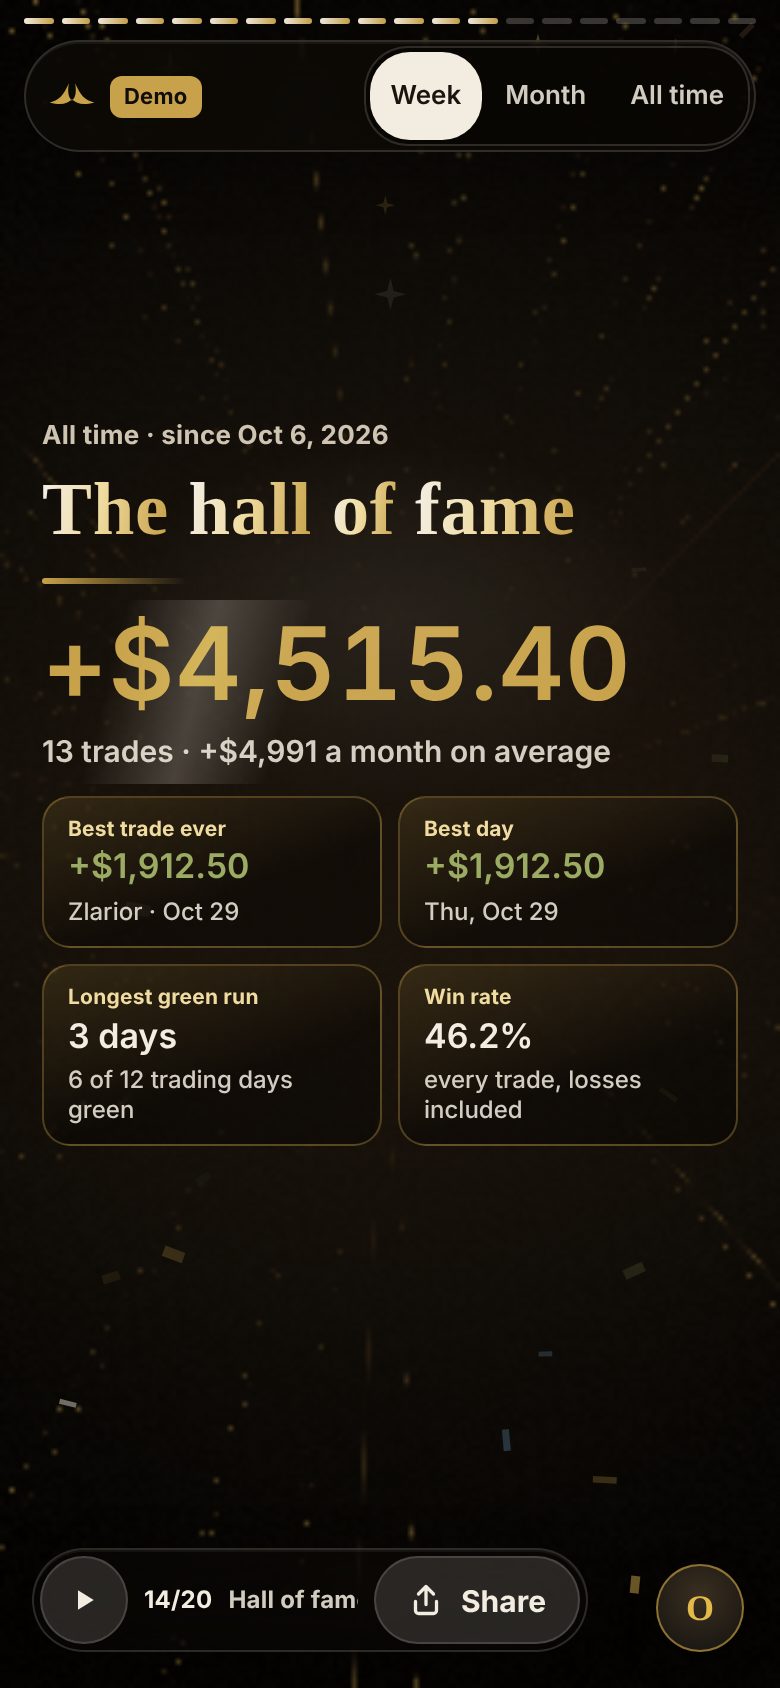 Demo
Week
Month
All time
All time · since Oct 6, 2026
The hall of fame
+$4,515.40
13 trades · +$4,991 a month on average
Best trade ever
+$1,912.50
Zlarior · Oct 29
Best day
+$1,912.50
Thu, Oct 29
Longest green run
3 days
6 of 12 trading days
green
Win rate
46.2%
every trade, losses
included
14/20 Hall of fam
Share
O